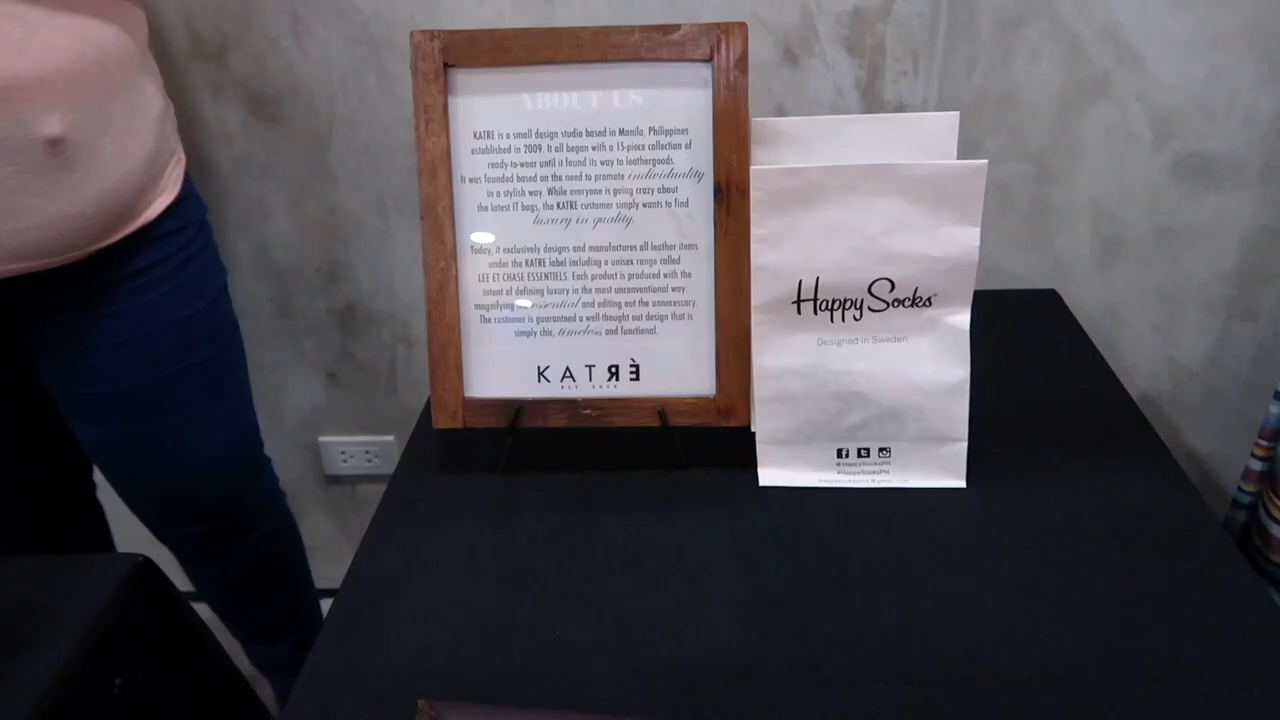 ABOUT US
KATRE is a small design studio based in Manila, Philippines
established in 2009. It all began with a 15-piece collection of
ready-to-wear until it found its way to leathergoods.
It was founded based on the need to promote individuality
in a stylish way. While everyone is going crazy about
the latest IT bags, the KATRE customer simply wants to find
luxury in quality.
Today, it exclusively designs and manufactures all leather items
under the KATRE label including a unisex range called
LEE ET CHASE ESSENTIELS. Each product is produced with the
intent of defining luxury in the most unconventional way:
magnifying the essential and editing out the unnecessary.
The customer is guaranteed a well-thought out design that is
simply chic, timeless, and functional.
KATRÈ
HappySocks
Designed in Sweden
@HappySocksPH
#HappySocksPH